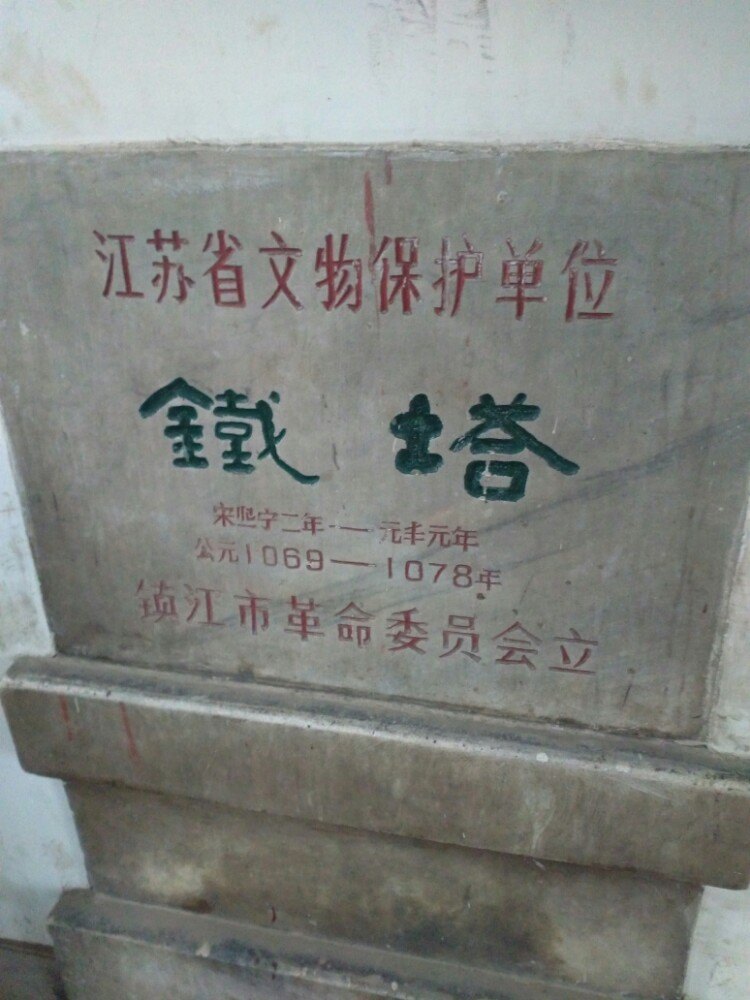 江苏省文物保护单位
鐵塔
宋熙宁二年——元丰元年
公元1069—1078年
镇江市革命委员会立